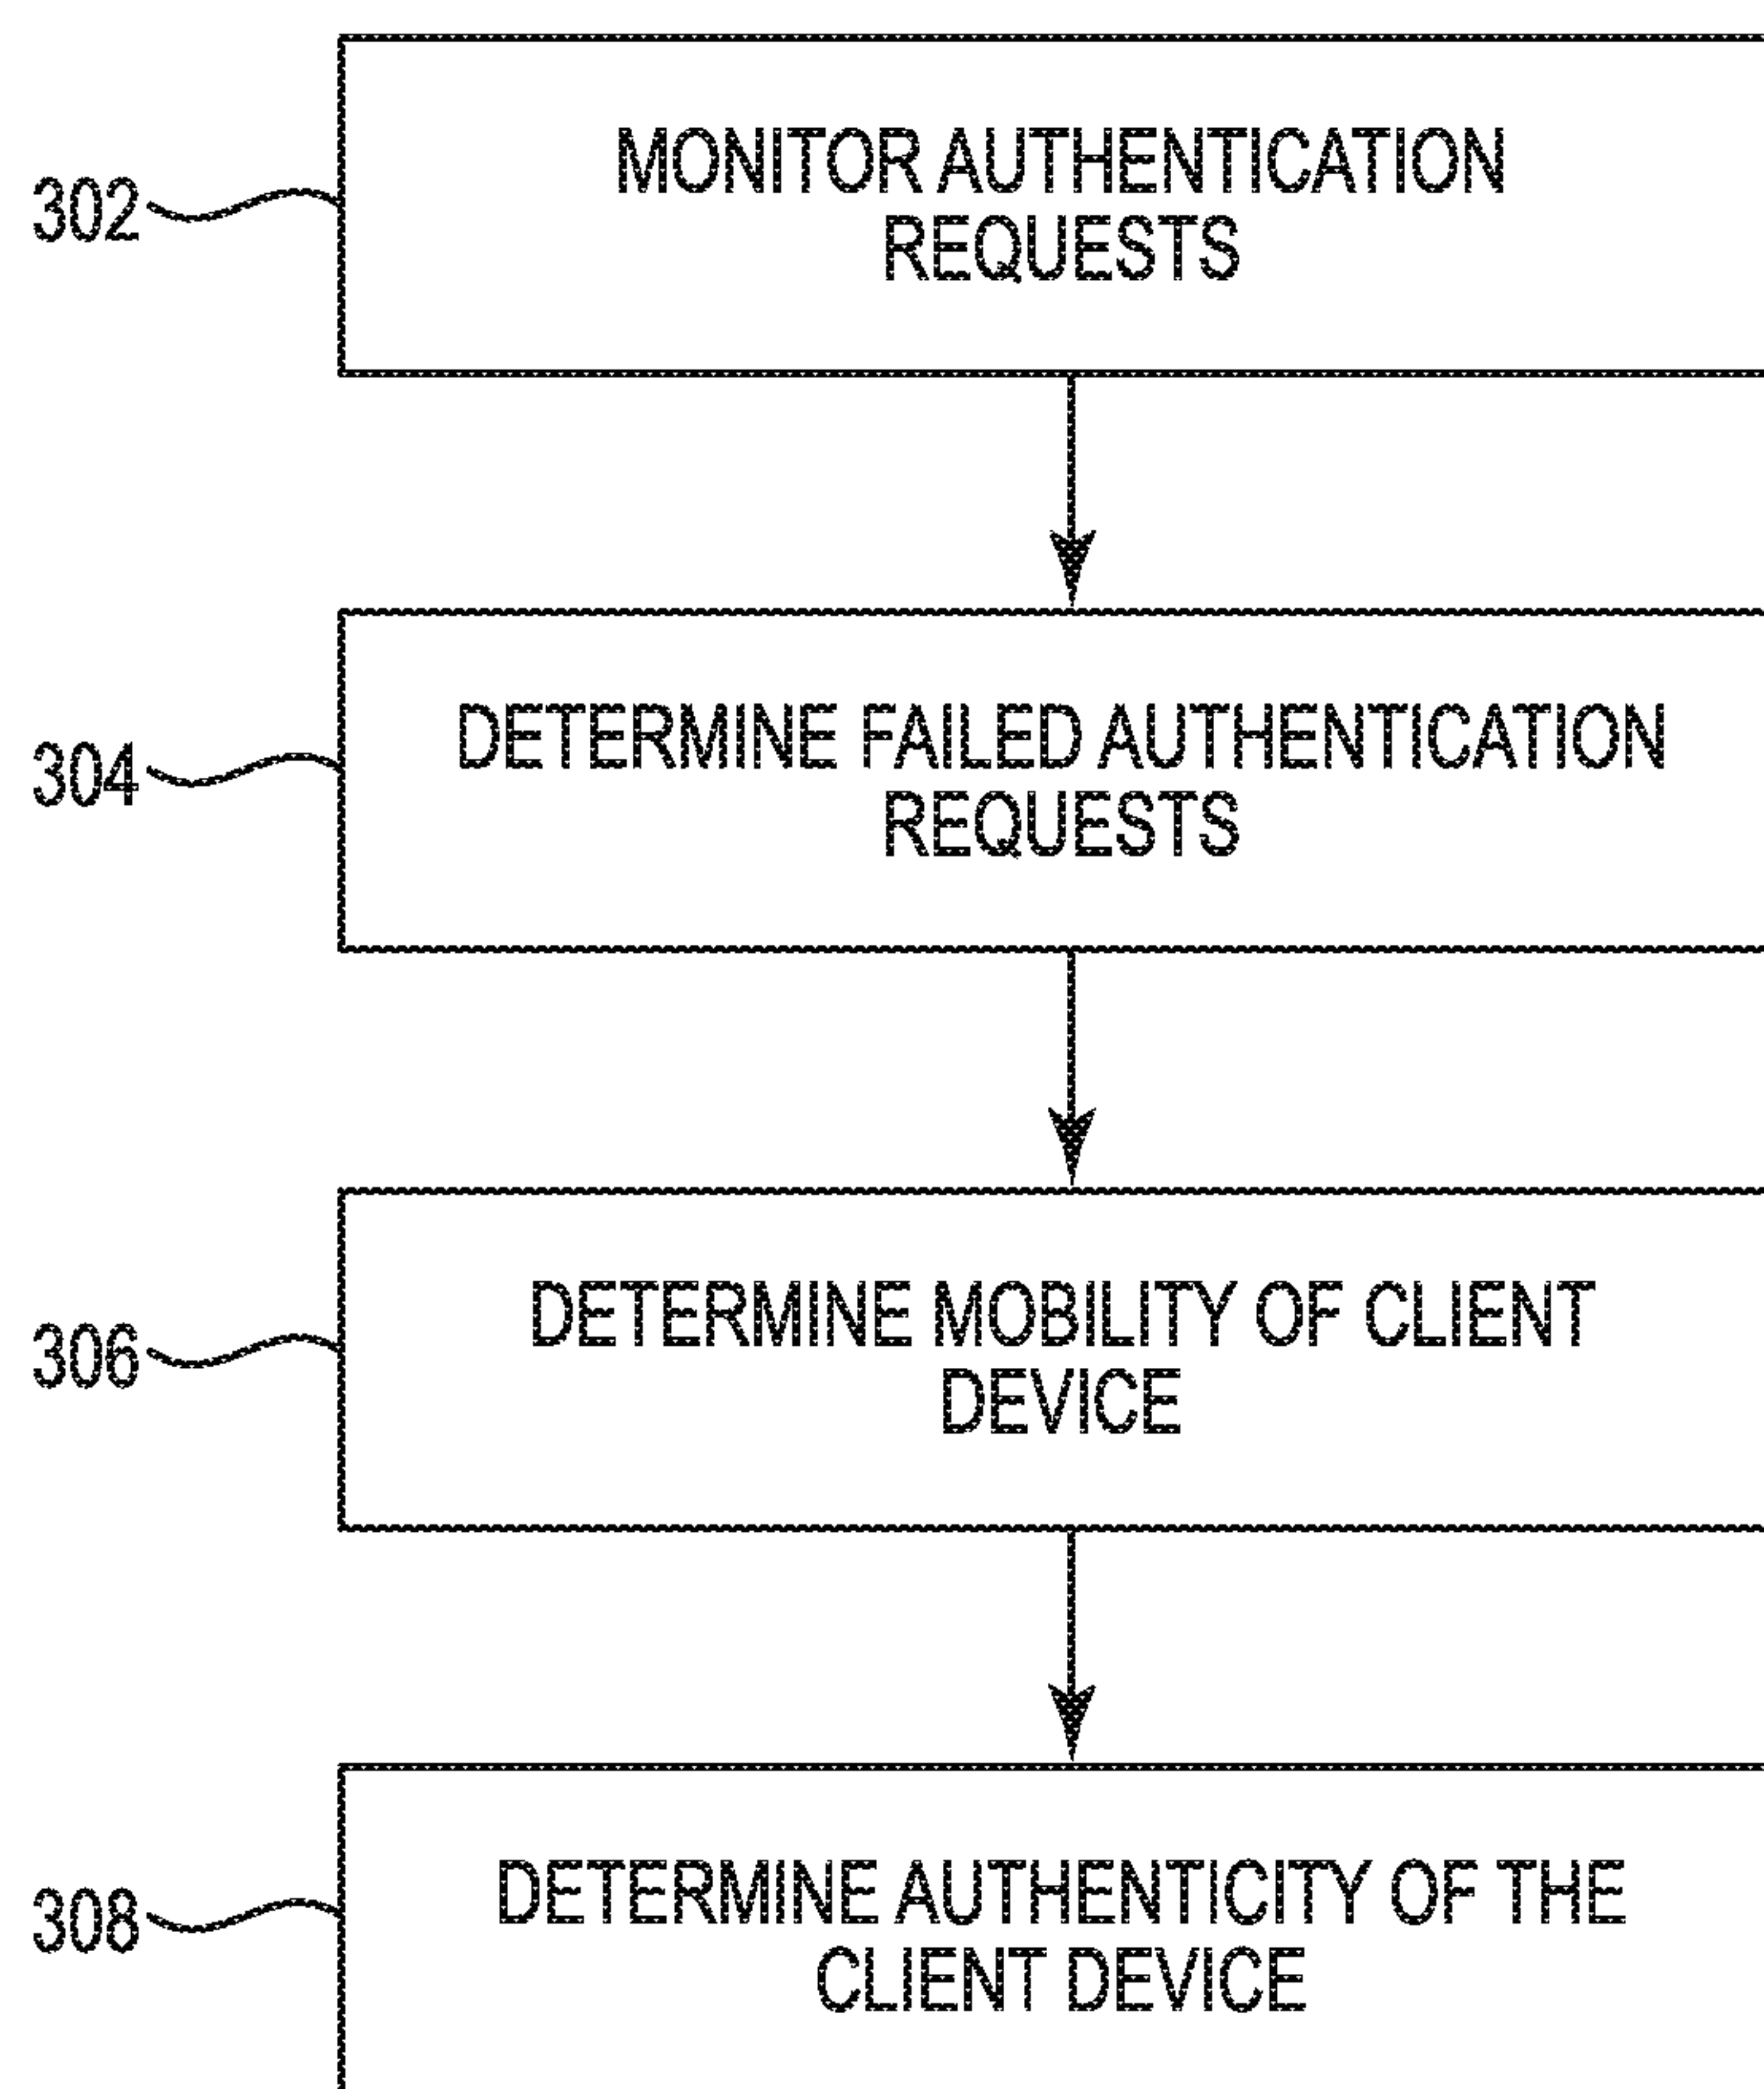 302
MONITOR AUTHENTICATION
REQUESTS
304
DETERMINE FAILED AUTHENTICATION
REQUESTS
306
DETERMINE MOBILITY OF CLIENT
DEVICE
308
DETERMINE AUTHENTICITY OF THE
CLIENT DEVICE